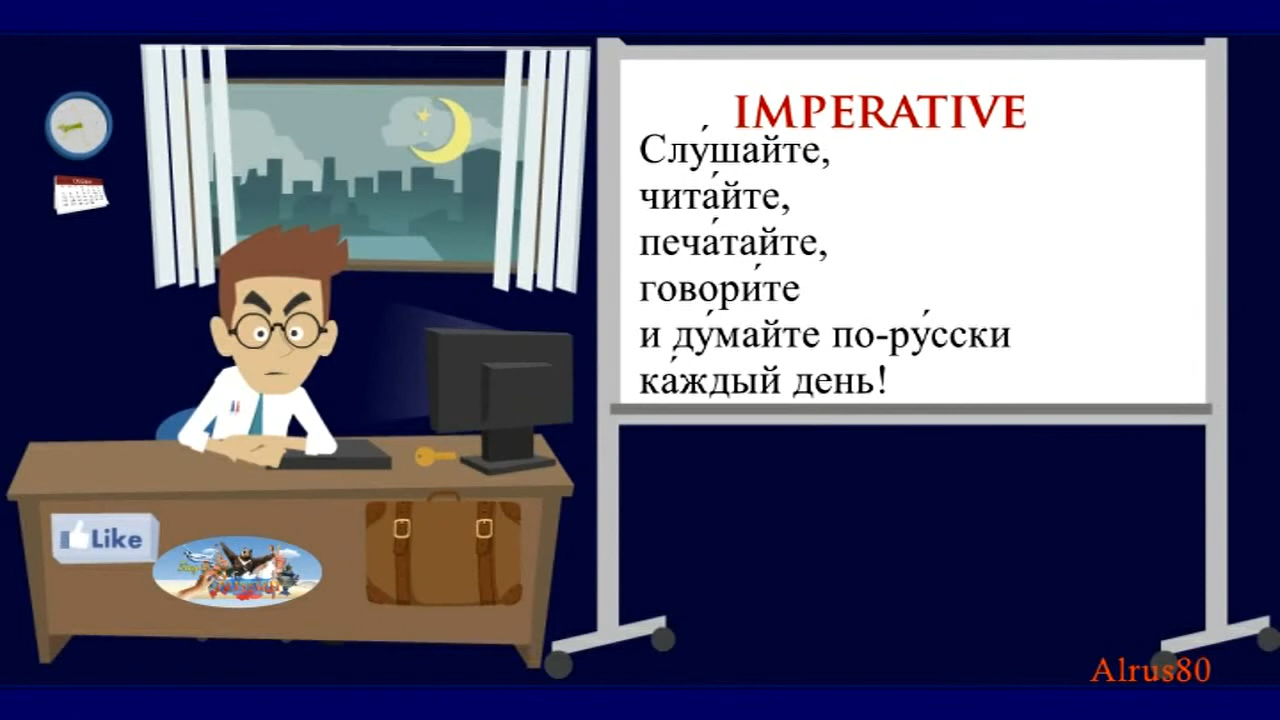 IMPERATIVE
Слу́шайте,
чита́йте,
печа́тайте,
говори́те
и ду́майте по-ру́сски
ка́ждый день!
Like
Alrus80